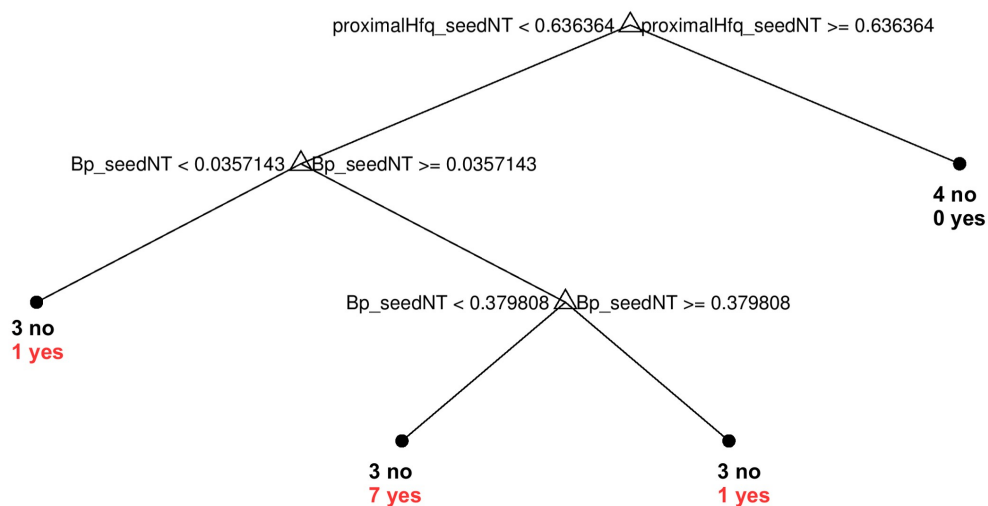 proximalHfq_seedNT < 0.636364 proximalHfq_seedNT >= 0.636364
Bp_seedNT < 0.0357143 Bp_seedNT >= 0.0357143
4 no
0 yes
Bp_seedNT < 0.379808 Bp_seedNT >= 0.379808
3 no
1 yes
3 no
7 yes
3 no
1 yes